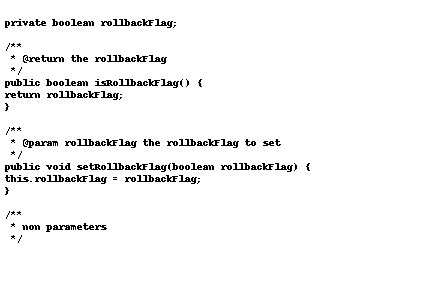 private boolean rollbackFlag;
/**
 * @return the rollbackFlag
 */
public boolean isRollbackFlag() {
return rollbackFlag;
}
/**
 * @param rollbackFlag the rollbackFlag to set
 */
public void setRollbackFlag(boolean rollbackFlag) {
this.rollbackFlag = rollbackFlag;
}
/**
 * non parameters
 */